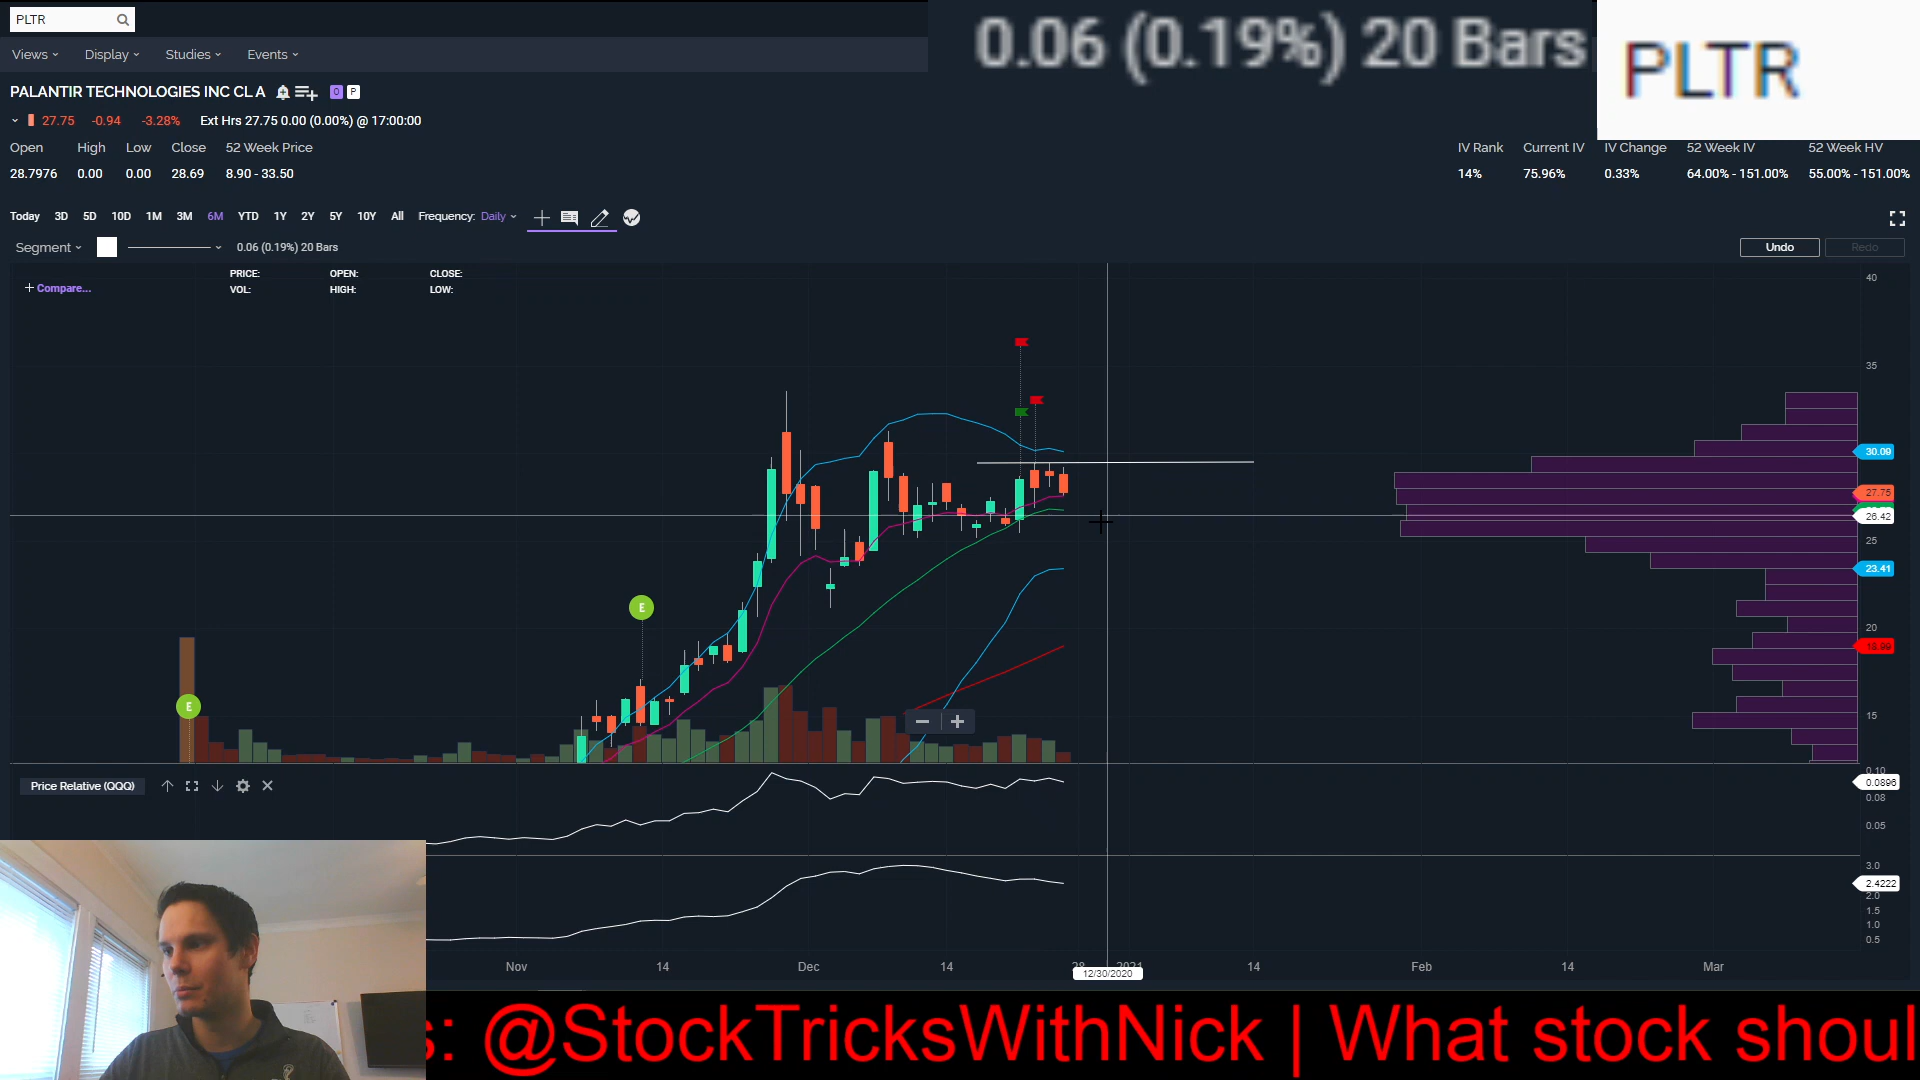 PLTR
0.06 (0.19%) 20 Bars
PLTR
Views Display Studies Events
PALANTIR TECHNOLOGIES INC CL A O P
27.75 -0.94 -3.28% Ext Hrs 27.75 0.00 (0.00%) @ 17:00:00
Open High Low Close 52 Week Price
28.7976 0.00 0.00 28.69 8.90 - 33.50
IV Rank Current IV IV Change 52 Week IV 52 Week HV
14% 75.96% 0.33% 64.00% - 151.00% 55.00% - 151.00%
Today 3D 5D 10D 1M 3M 6M YTD 1Y 2Y 5Y 10Y All Frequency: Daily
Segment 0.06 (0.19%) 20 Bars Undo Redo
PRICE: OPEN: CLOSE:
VOL: HIGH: LOW:
+ Compare...
40
35
30.09
27.75
26.42
25
23.41
20
18.99
15
E
E
Price Relative (QQQ)
0.10
0.0896
0.08
0.05
3.0
2.4222
2.0
1.5
1.0
0.5
Nov 14 Dec 14 28 2021 14 Feb 14 Mar
12/30/2020
s: @StockTricksWithNick | What stock shoul